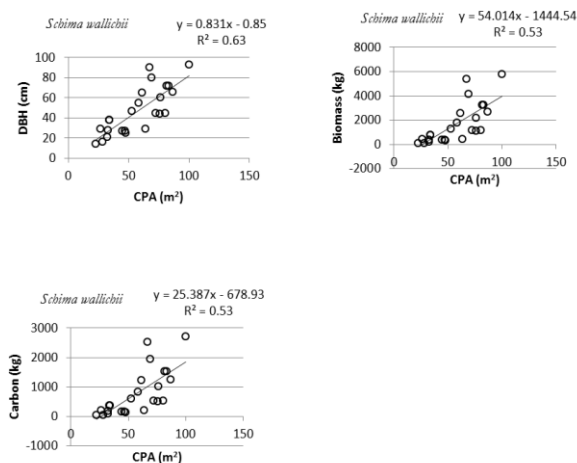 Schima wallichii y = 0.831x - 0.85
R² = 0.63
DBH (cm)
100
80
60
40
20
0
0 50 100 150
CPA (m²)
Schima wallichii y = 54.014x - 1444.54
R² = 0.53
Biomass (kg)
8000
6000
4000
2000
0
-2000
0 50 100 150
CPA (m²)
Schima wallichii y = 25.387x - 678.93
R² = 0.53
Carbon (kg)
3000
2000
1000
0
-1000
0 50 100 150
CPA (m²)